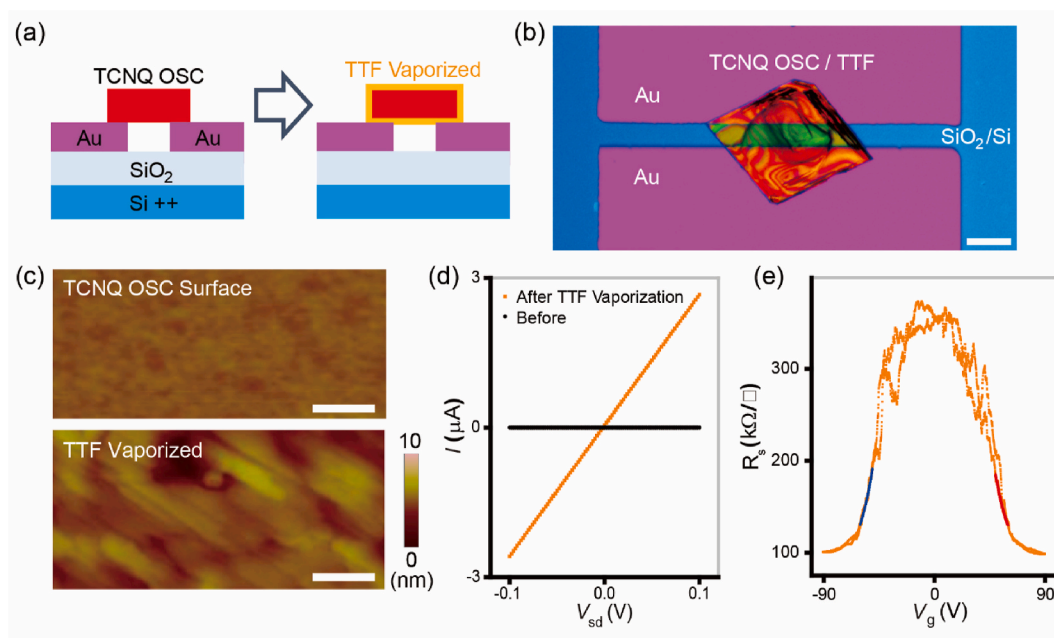 (a)
TCNQ OSC
TTF Vaporized
Au
Au
SiO₂
Si ++
(b)
TCNQ OSC / TTF
Au
SiO₂/Si
Au
(c)
TCNQ OSC Surface
TTF Vaporized
10
0
(nm)
(d)
3
After TTF Vaporization
Before
I (μA)
0
-3
-0.1
0.0
0.1
Vsd (V)
(e)
Rs(kΩ/□)
300
200
100
-90
0
90
Vg (V)